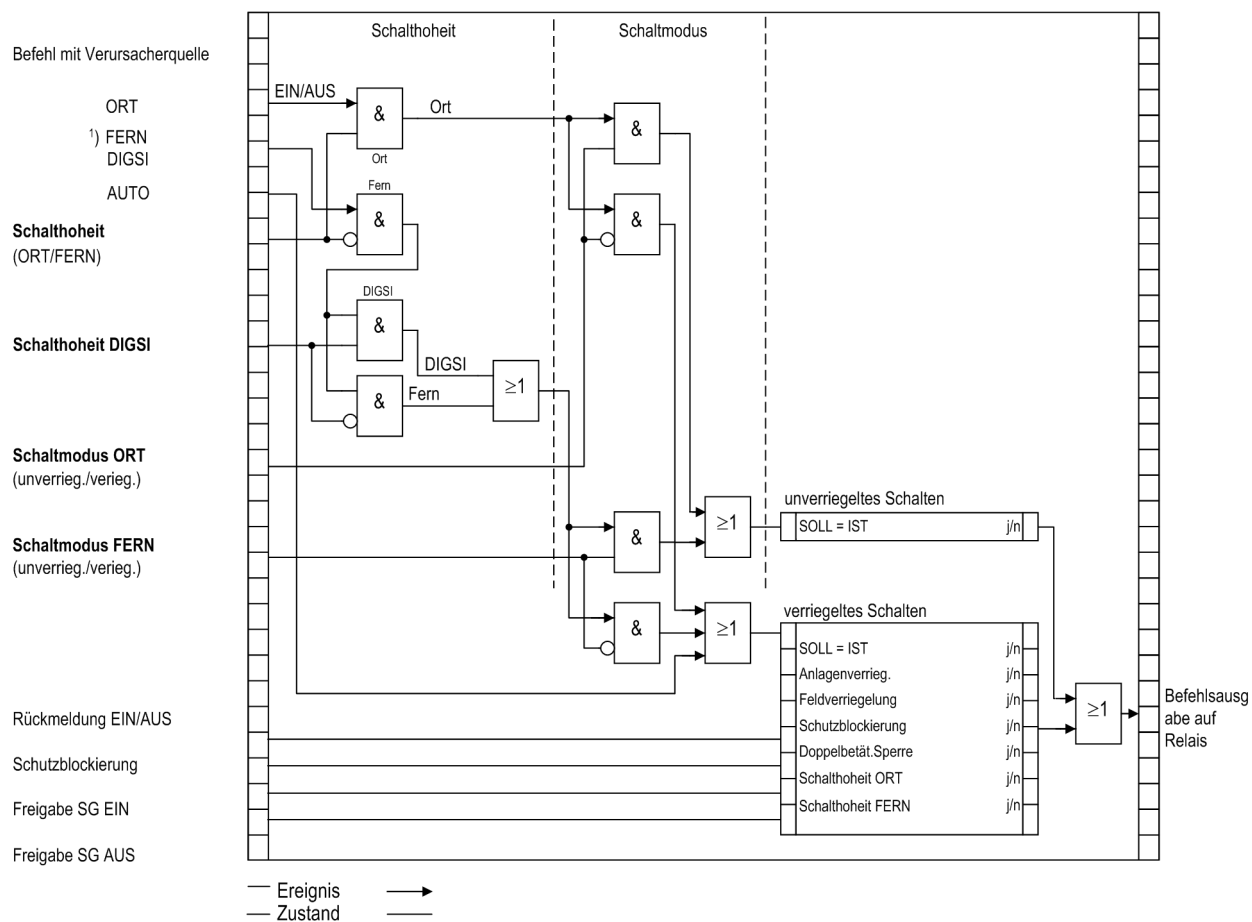 Schalthoheit
Schaltmodus
Befehl mit Verursacherquelle
EIN/AUS
ORT
&
Ort
&
¹) FERN
DIGSI
Ort
AUTO
Fern
&
&
Schalthoheit
(ORT/FERN)
DIGSI
&
Schalthoheit DIGSI
DIGSI
≥1
Fern
&
Schaltmodus ORT
(unverrieg./verieg.)
unverriegeltes Schalten
SOLL = IST j/n
≥1
&
Schaltmodus FERN
(unverrieg./verieg.)
verriegeltes Schalten
&
≥1
SOLL = IST j/n
Anlagenverrieg. j/n
Feldverriegelung j/n
Schutzblockierung j/n
Doppelbetät.Sperre j/n
Schalthoheit ORT j/n
Schalthoheit FERN j/n
≥1
Befehlsausg
abe auf
Relais
Rückmeldung EIN/AUS
Schutzblockierung
Freigabe SG EIN
Freigabe SG AUS
Ereignis
Zustand